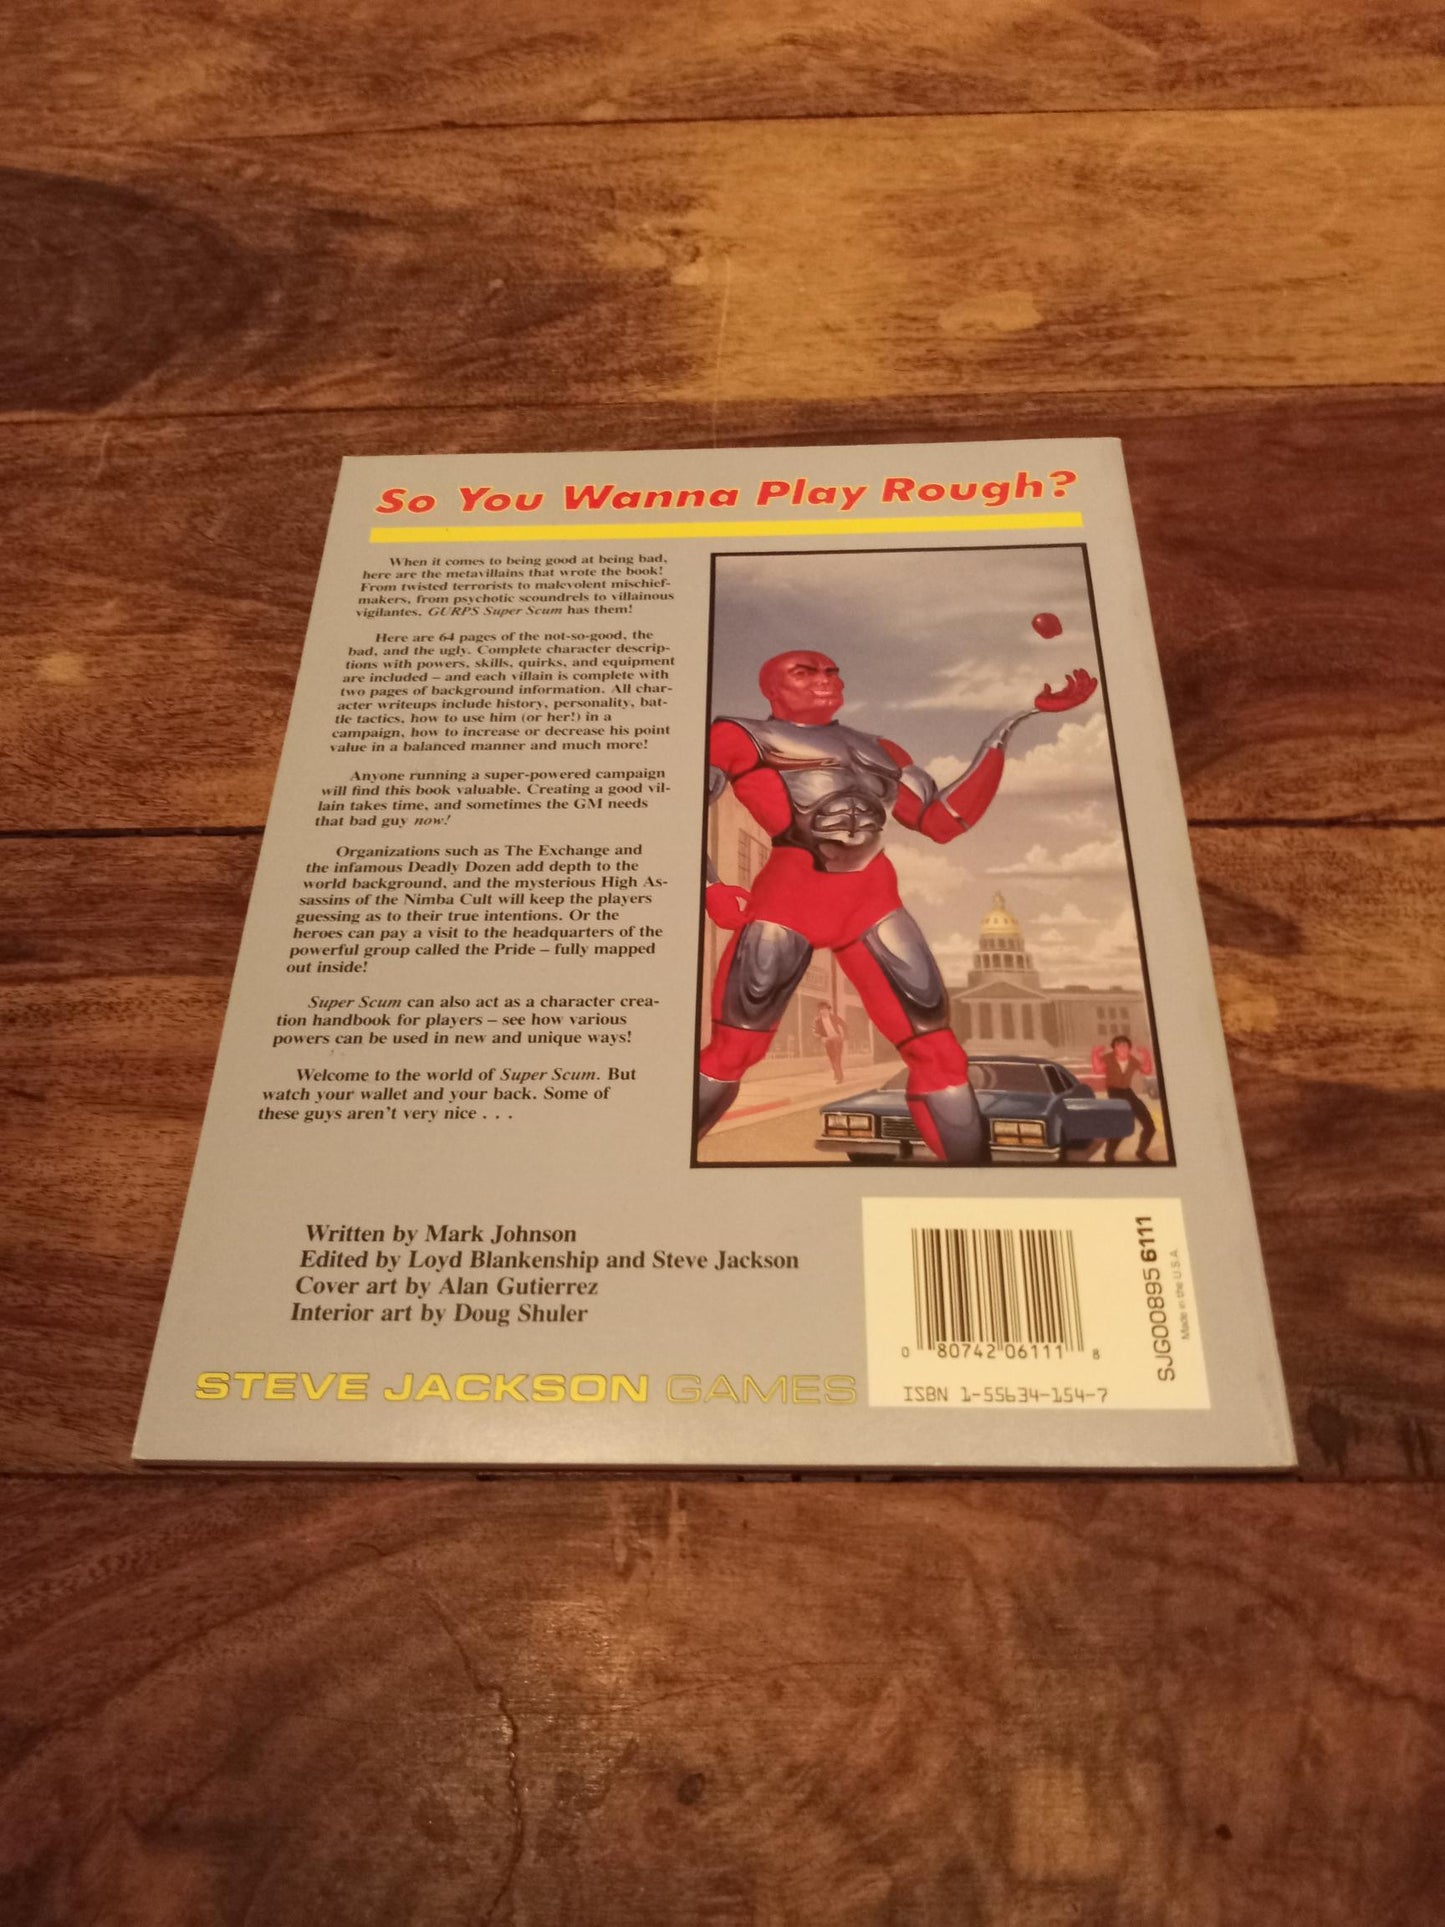 So You Wanna Play Rough?
When it comes to being good at being bad,
here are the metavillains that wrote the book!
From twisted terrorists to malevolent mischief-
makers, from psychotic scoundrels to villainous
vigilantes, GURPS Super Scum has them!
Here are 64 pages of the not-so-good, the
bad, and the ugly. Complete character descrip-
tions with powers, skills, quirks, and equipment
are included – and each villain is complete with
two pages of background information. All char-
acter writeups include history, personality, bat-
tle tactics, how to use him (or her!) in a
campaign, how to increase or decrease his point
value in a balanced manner and much more!
Anyone running a super-powered campaign
will find this book valuable. Creating a good vil-
lain takes time, and sometimes the GM needs
that bad guy now!
Organizations such as The Exchange and
the infamous Deadly Dozen add depth to the
world background, and the mysterious High As-
sassins of the Nimba Cult will keep the players
guessing as to their true intentions. Or the
heroes can pay a visit to the headquarters of the
powerful group called the Pride – fully mapped
out inside!
Super Scum can also act as a character crea-
tion handbook for players – see how various
powers can be used in new and unique ways!
Welcome to the world of Super Scum. But
watch your wallet and your back. Some of
these guys aren't very nice . . .
Written by Mark Johnson
Edited by Loyd Blankenship and Steve Jackson
Cover art by Alan Gutierrez
Interior art by Doug Shuler
STEVE JACKSON GAMES
0 80742 06111 8
ISBN 1-55634-154-7
SJG00895 6111
Made in the U.S.A.